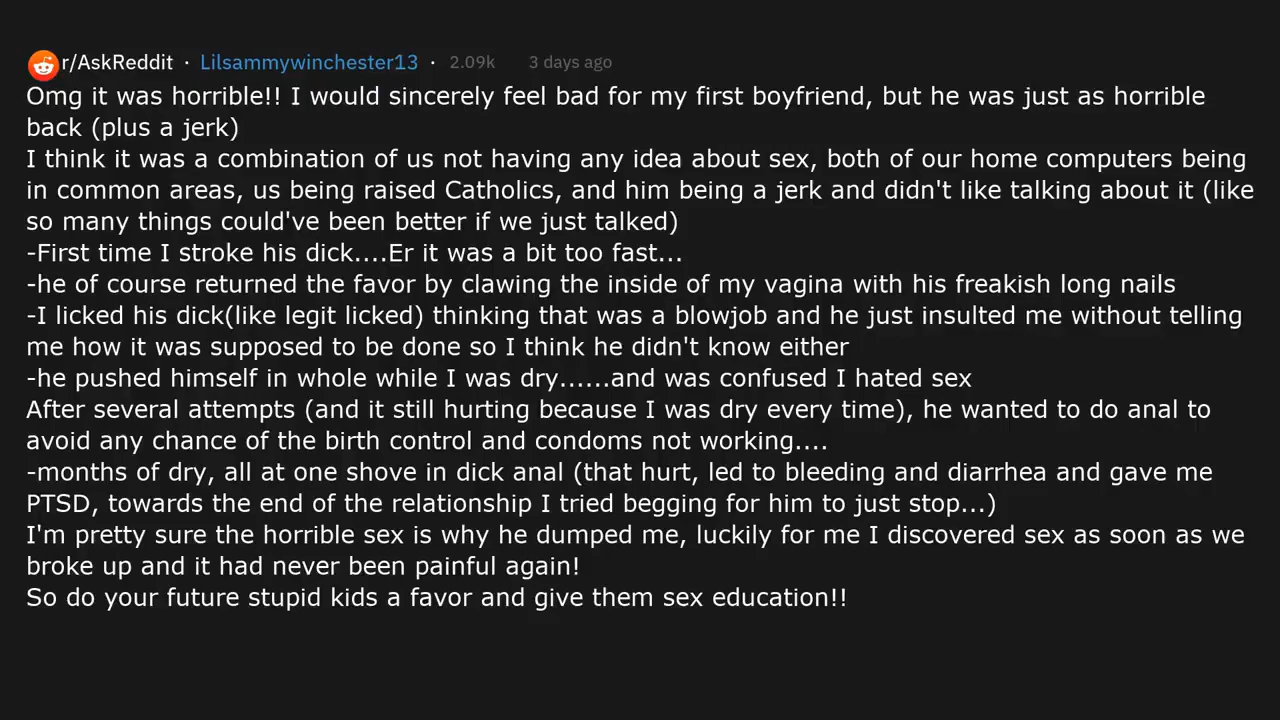 r/AskReddit · Lilsammywinchester13 · 2.09k 3 days ago
Omg it was horrible!! I would sincerely feel bad for my first boyfriend, but he was just as horrible
back (plus a jerk)
I think it was a combination of us not having any idea about sex, both of our home computers being
in common areas, us being raised Catholics, and him being a jerk and didn't like talking about it (like
so many things could've been better if we just talked)
-First time I stroke his dick....Er it was a bit too fast...
-he of course returned the favor by clawing the inside of my vagina with his freakish long nails
-I licked his dick(like legit licked) thinking that was a blowjob and he just insulted me without telling
me how it was supposed to be done so I think he didn't know either
-he pushed himself in whole while I was dry......and was confused I hated sex
After several attempts (and it still hurting because I was dry every time), he wanted to do anal to
avoid any chance of the birth control and condoms not working....
-months of dry, all at one shove in dick anal (that hurt, led to bleeding and diarrhea and gave me
PTSD, towards the end of the relationship I tried begging for him to just stop...)
I'm pretty sure the horrible sex is why he dumped me, luckily for me I discovered sex as soon as we
broke up and it had never been painful again!
So do your future stupid kids a favor and give them sex education!!